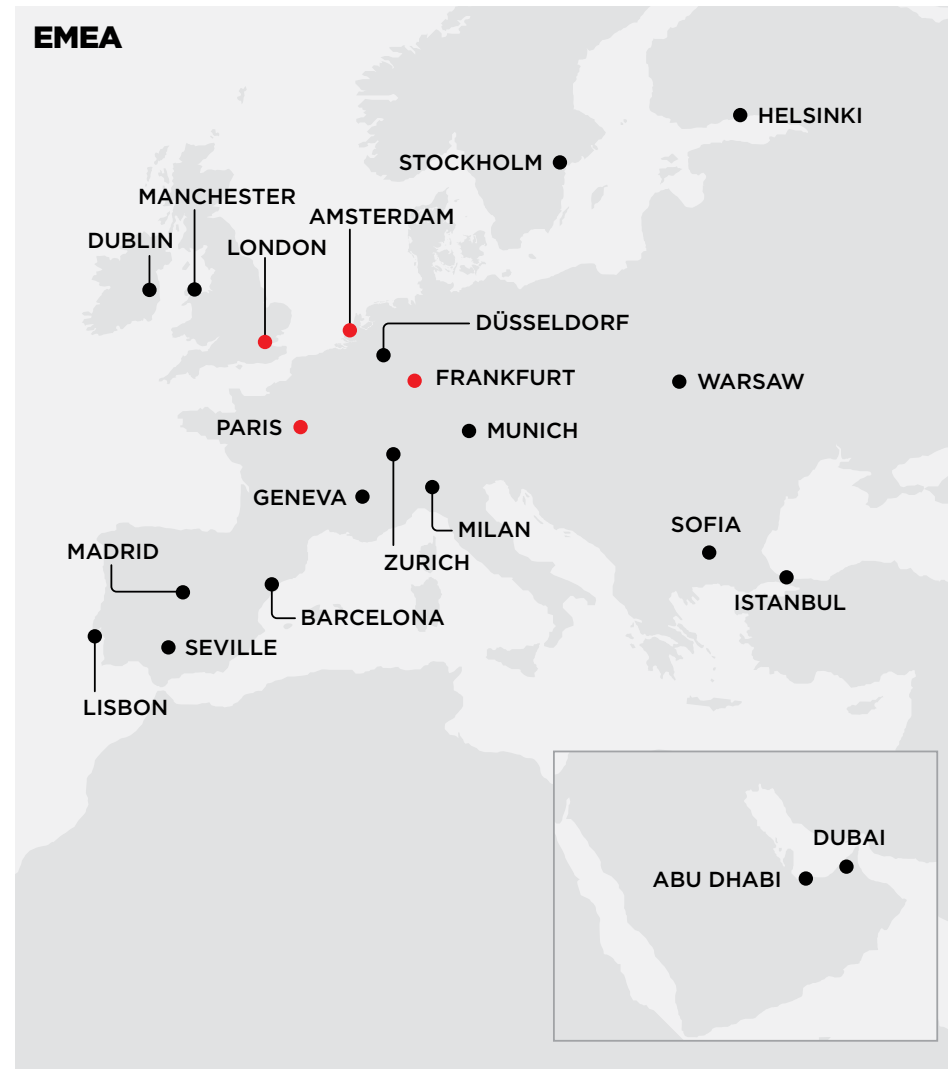 EMEA
HELSINKI
STOCKHOLM
MANCHESTER
AMSTERDAM
DUBLIN
LONDON
DÜSSELDORF
FRANKFURT
WARSAW
PARIS
MUNICH
GENEVA
MILAN
SOFIA
MADRID
ZURICH
ISTANBUL
BARCELONA
SEVILLE
LISBON
DUBAI
ABU DHABI